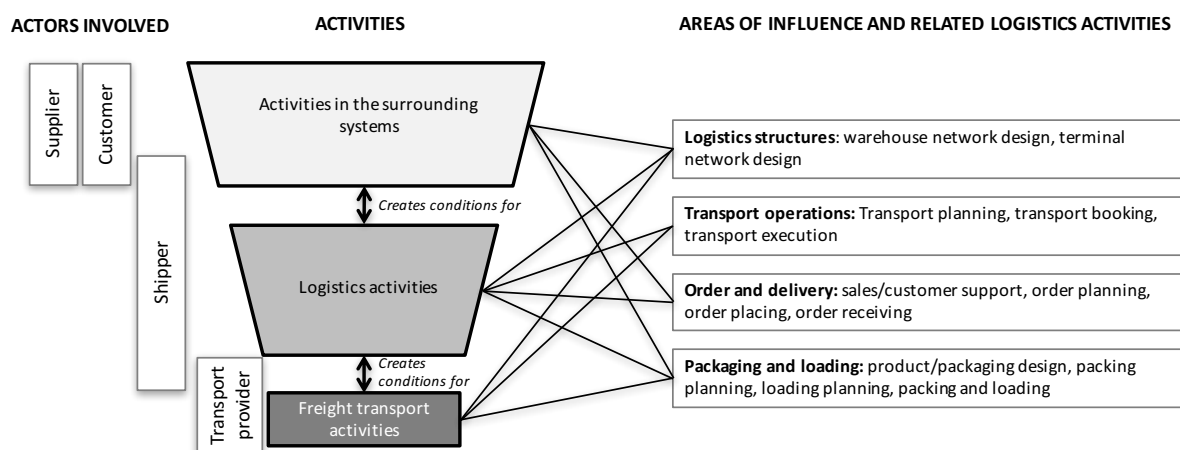 ACTORS INVOLVED
ACTIVITIES
AREAS OF INFLUENCE AND RELATED LOGISTICS ACTIVITIES
Supplier
Customer
Shipper
Transport
provider
Activities in the surrounding
systems
Creates conditions for
Logistics activities
Creates
conditions for
Freight transport
activities
Logistics structures: warehouse network design, terminal
network design
Transport operations: Transport planning, transport booking,
transport execution
Order and delivery: sales/customer support, order planning,
order placing, order receiving
Packaging and loading: product/packaging design, packing
planning, loading planning, packing and loading